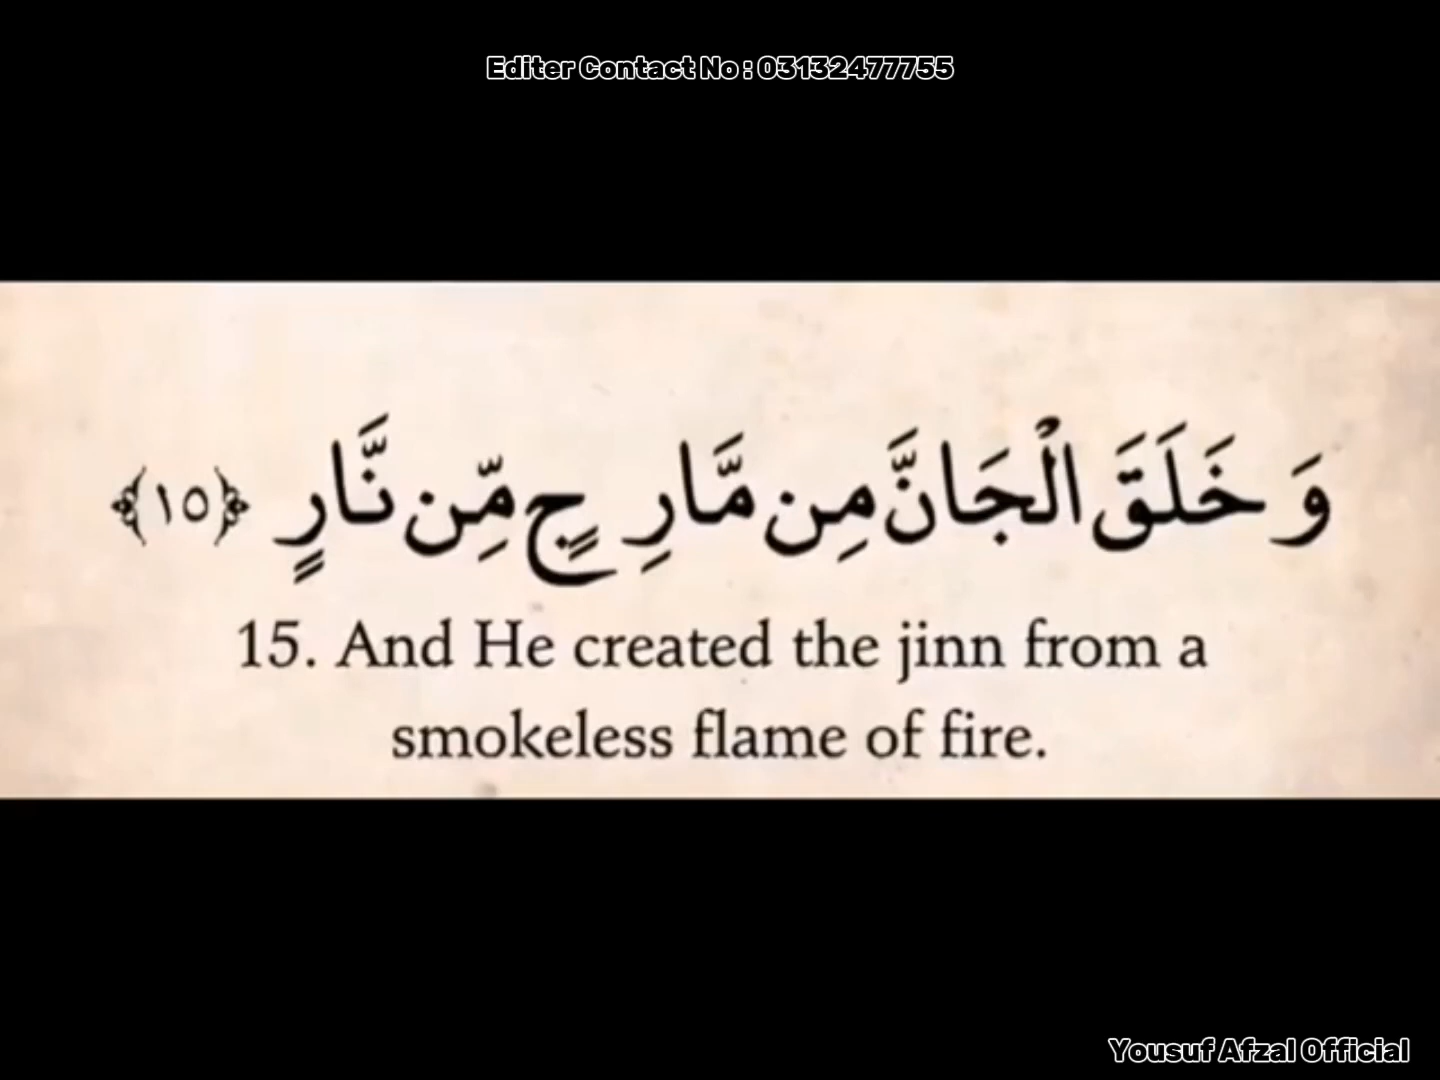 Editer Contact No : 03132477755
وَ خَلَقَ الْجَانَّ مِن مَّارِ جٍ مِّن نَّارٍ ﴿١٥﴾
15. And He created the jinn from a
smokeless flame of fire.
Yousuf Afzal Official